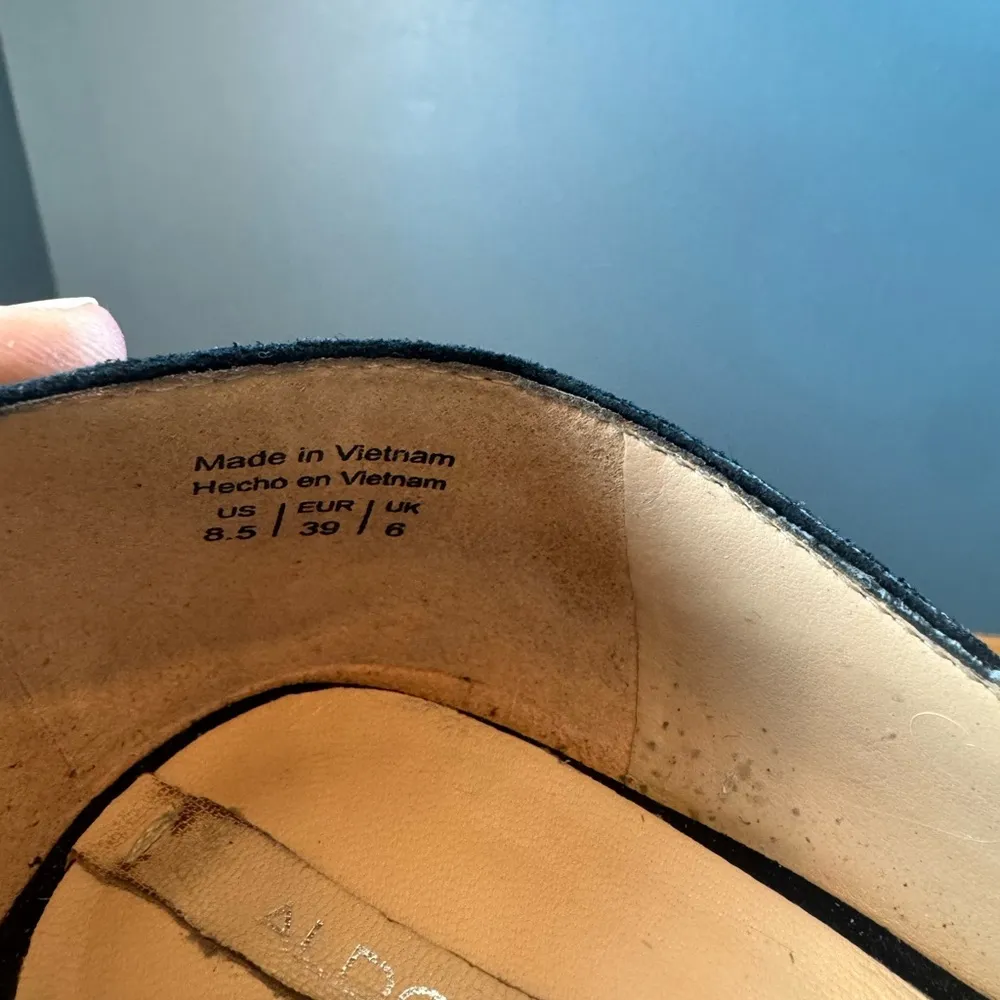 Made in Vietnam
Hecho en Vietnam
US / EUR / UK
8.5 / 39 / 6
ALDO